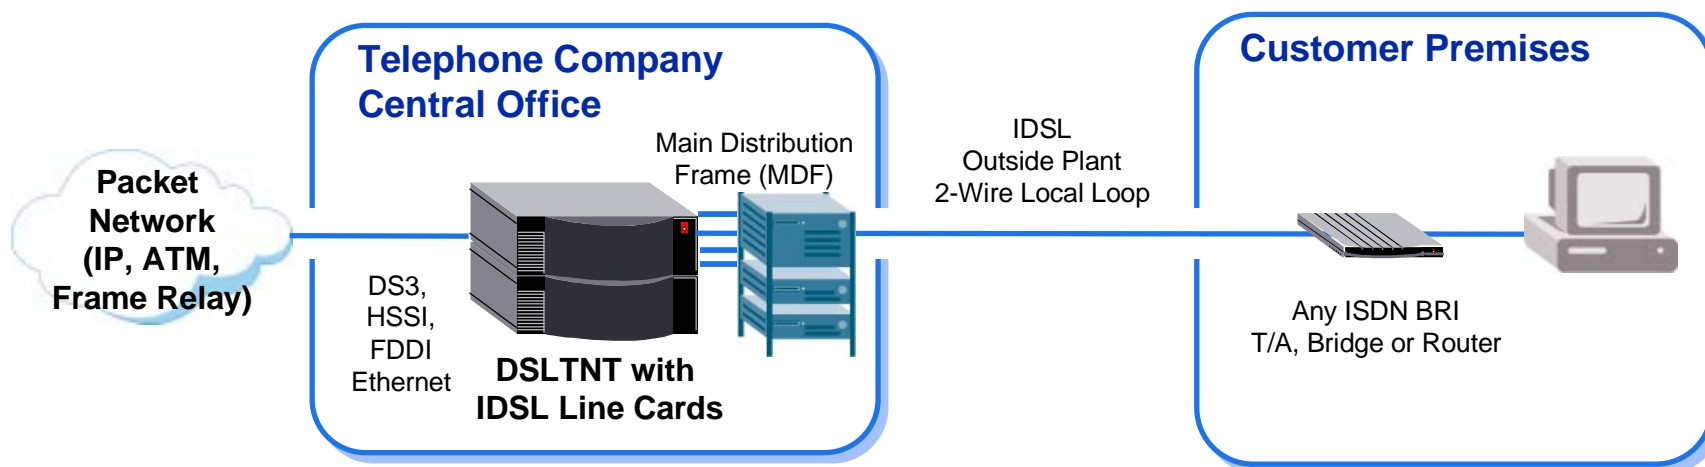 Telephone Company
Central Office
Customer Premises
Packet
Network
(IP, ATM,
Frame Relay)
DS3,
HSSI,
FDDI
Ethernet
Main Distribution
Frame (MDF)
DSLTNT with
IDSL Line Cards
IDSL
Outside Plant
2-Wire Local Loop
Any ISDN BRI
T/A, Bridge or Router